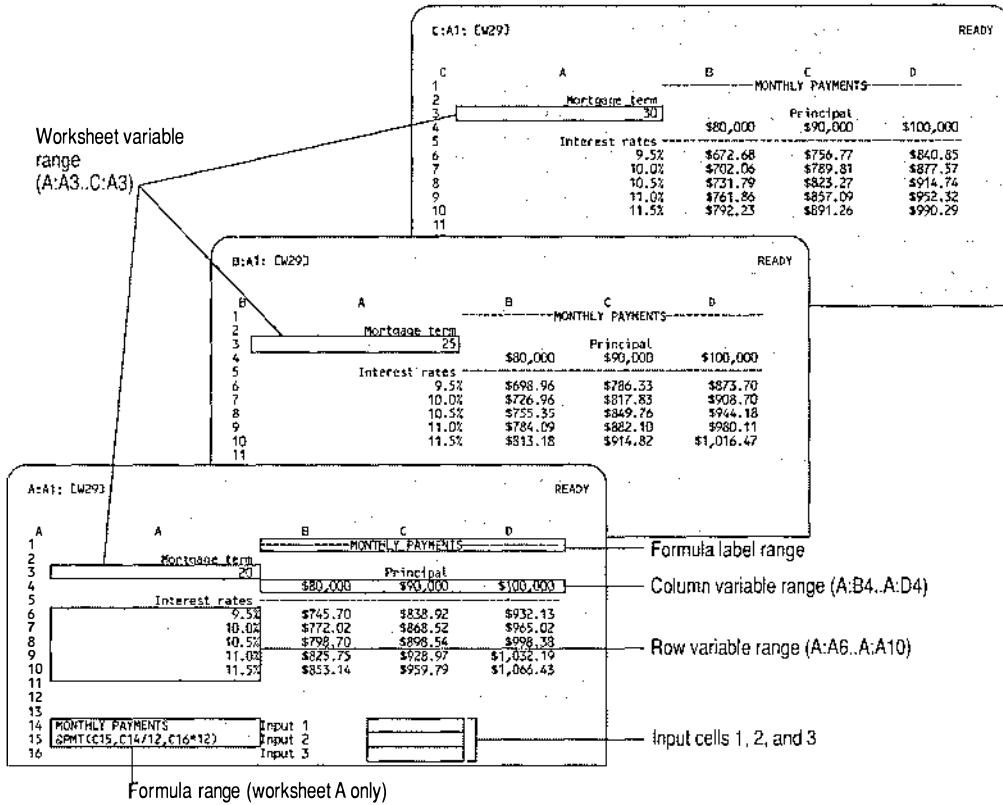 C:A1: [W29] READY
C A B C D
1 MONTHLY PAYMENTS
2 Mortgage term
3 30 Principal
4 $80,000 $90,000 $100,000
5 Interest rates
6 9.5% $672.68 $756.77 $840.85
7 10.0% $702.06 $789.81 $877.57
8 10.5% $731.79 $823.27 $914.74
9 11.0% $761.86 $857.09 $952.32
10 11.5% $792.23 $891.26 $990.29
11
Worksheet variable
range
(A:A3..C:A3)
B:A1: [W29] READY
B A B C D
1 MONTHLY PAYMENTS
2 Mortgage term
3 25 Principal
4 $80,000 $90,000 $100,000
5 Interest rates
6 9.5% $698.96 $786.33 $873.70
7 10.0% $726.96 $817.83 $908.70
8 10.5% $755.35 $849.76 $944.18
9 11.0% $784.09 $882.10 $980.11
10 11.5% $813.18 $914.82 $1,016.47
11
A:A1: [W29] READY
A A B C D
1 MONTHLY PAYMENTS
2 Mortgage term
3 20 Principal
4 $80,000 $90,000 $100,000
5 Interest rates
6 9.5% $745.70 $838.92 $932.13
7 10.0% $772.02 $868.52 $965.02
8 10.5% $798.70 $898.54 $998.38
9 11.0% $825.75 $928.97 $1,032.19
10 11.5% $853.14 $959.79 $1,066.43
11
12
13
14 MONTHLY PAYMENTS Input 1
15 @PMT(C15,C14/12,C16*12) Input 2
16 Input 3
Formula label range
Column variable range (A:B4..A:D4)
Row variable range (A:A6..A:A10)
Input cells 1, 2, and 3
Formula range (worksheet A only)